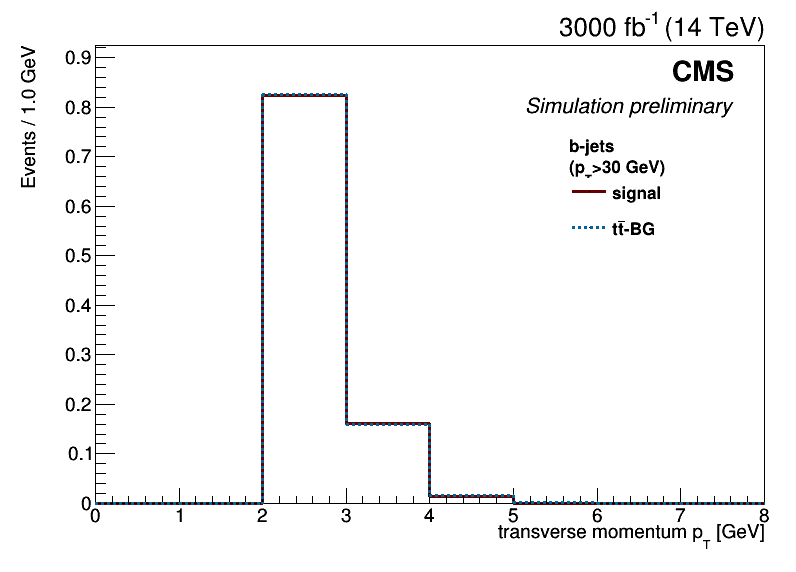 3000 fb-1 (14 TeV)
Events / 1.0 GeV
CMS
Simulation preliminary
b-jets
(pT>30 GeV)
signal
tt̄-BG
0.9
0.8
0.7
0.6
0.5
0.4
0.3
0.2
0.1
0
0 1 2 3 4 5 6 7 8
transverse momentum pT [GeV]